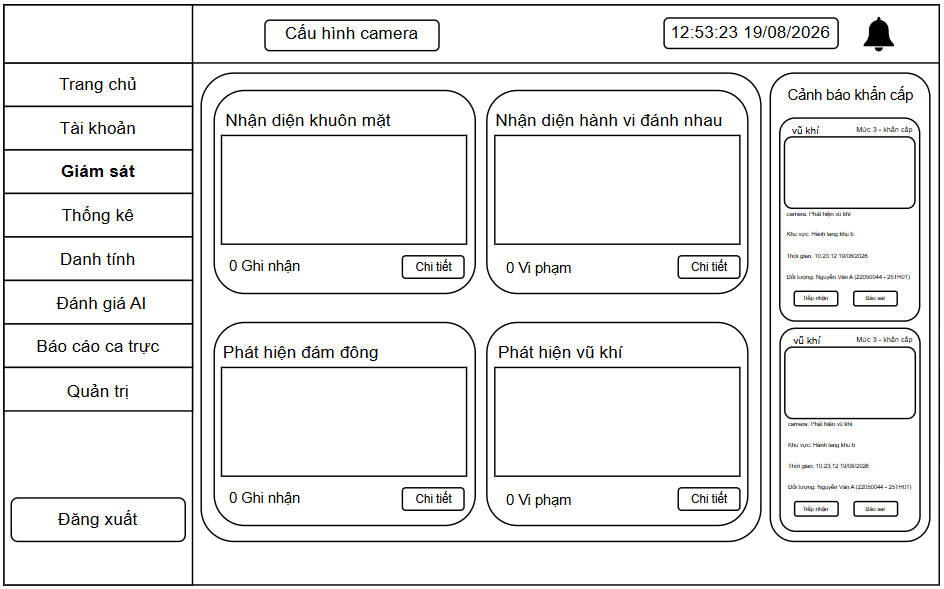 Cấu hình camera
12:53:23 19/08/2026
Trang chủ
Tài khoản
Giám sát
Thống kê
Danh tính
Đánh giá AI
Báo cáo ca trực
Quản trị
Đăng xuất
Nhận diện khuôn mặt
0 Ghi nhận
Chi tiết
Nhận diện hành vi đánh nhau
0 Vi phạm
Chi tiết
Phát hiện đám đông
0 Ghi nhận
Chi tiết
Phát hiện vũ khí
0 Vi phạm
Chi tiết
Cảnh báo khẩn cấp
vũ khí
Mức 3 - khẩn cấp
camera: Phát hiện vũ khí
Khu vực: Hành lang khu b
Thời gian: 10:23:12 19/08/2026
Đối tượng: Nguyễn Văn A (22050044 - 25TH01)
Tiếp nhận
Báo sai
vũ khí
Mức 3 - khẩn cấp
camera: Phát hiện vũ khí
Khu vực: Hành lang khu b
Thời gian: 10:23:12 19/08/2026
Đối tượng: Nguyễn Văn A (22050044 - 25TH01)
Tiếp nhận
Báo sai